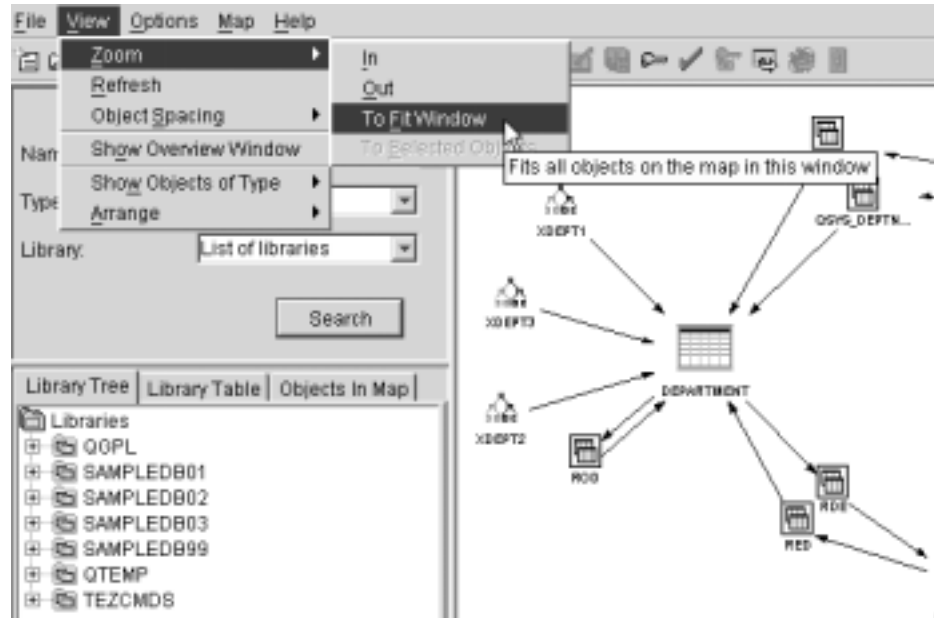 File View Options Map Help
Zoom
Refresh
Object Spacing
Show Overview Window
Show Objects of Type
Arrange
In
Out
To Fit Window
To Selected Objects
Fits all objects on the map in this window
Nam
Type
Library:
List of libraries
Search
Library Tree
Library Table
Objects In Map
Libraries
QGPL
SAMPLEDB01
SAMPLEDB02
SAMPLEDB03
SAMPLEDB99
QTEMP
TEZCMDS
XDEPT1
QSYS_DEPTN...
XDEPT3
DEPARTMENT
XDEPT2
ROD
RDE
RED